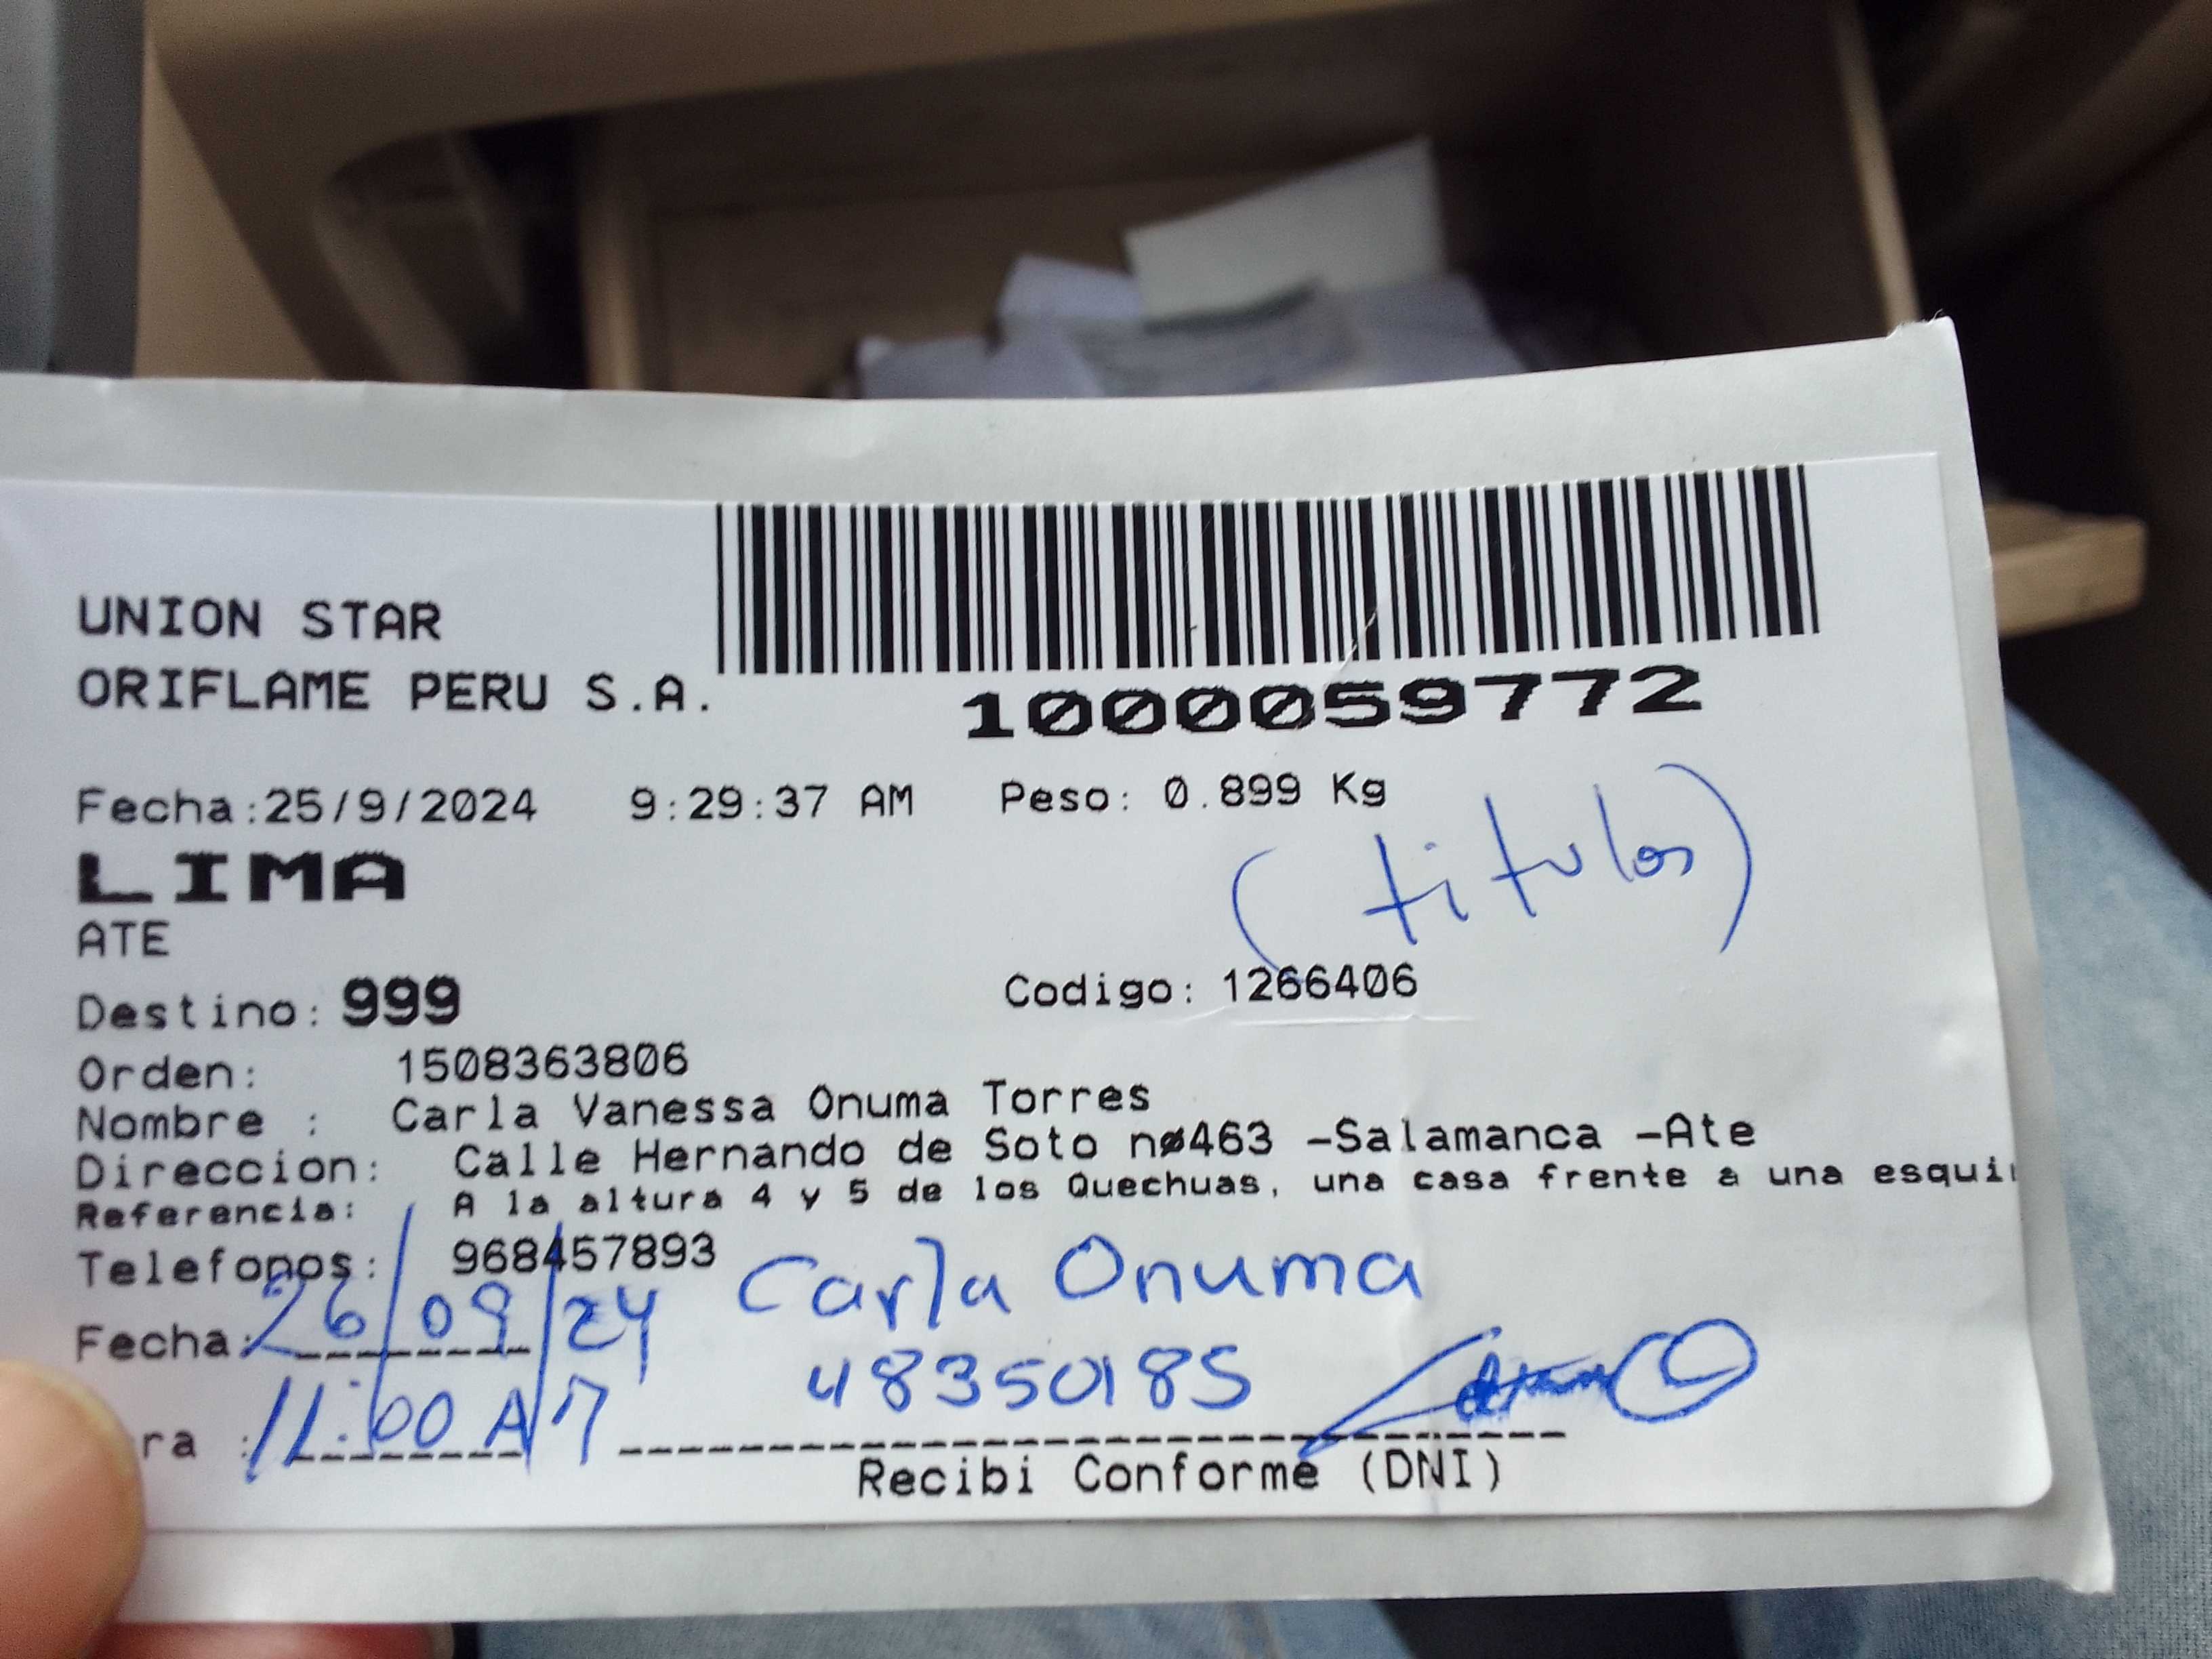 UNION STAR
ORIFLAME PERU S.A.
1000059772
Fecha:25/9/2024 9:29:37 AM Peso: 0.899 Kg
LIMA
(titulos)
ATE
Destino: 999 Codigo: 1266406
Orden: 1508363806
Nombre : Carla Vanessa Onuma Torres
Direccion: Calle Hernando de Soto nø463 -Salamanca -Ate
Referencia: A la altura 4 y 5 de los Quechuas, una casa frente a una esqui
Telefonos: 968457893
Carla Onuma
Fecha: 26/09/24
48350185
ra : 11:00 AM
Recibi Conforme (DNI)